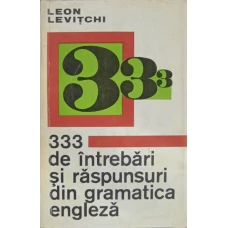 LEON
LEVIȚCHI
333
333
de întrebări
și răspunsuri
din gramatica
engleză